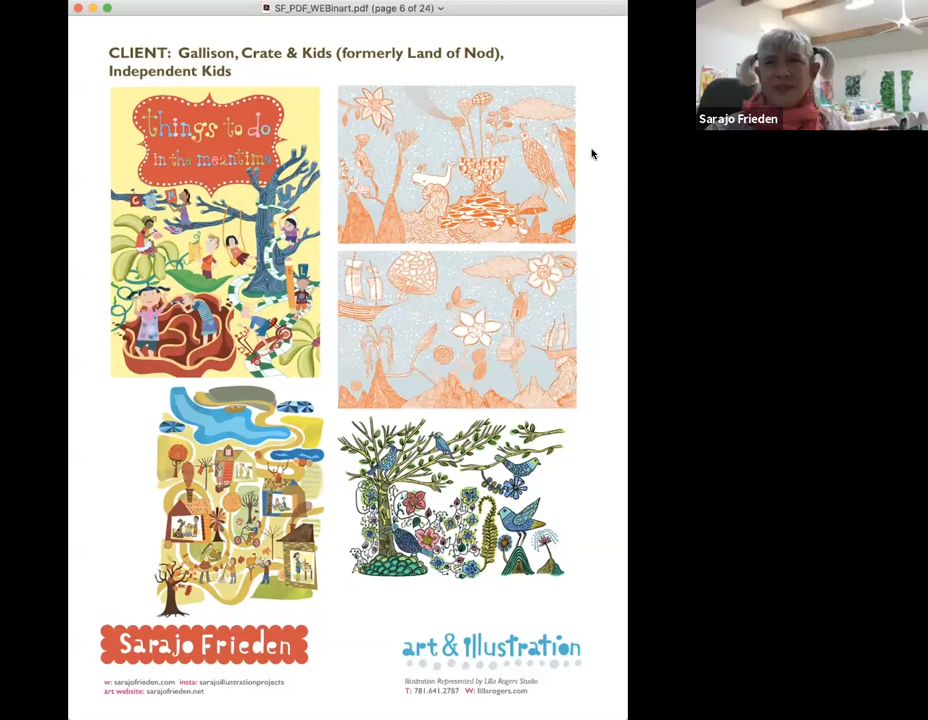 SF_PDF_WEBinart.pdf (page 6 of 24)
CLIENT: Gallison, Crate & Kids (formerly Land of Nod),
Independent Kids
things to do
in the meantime
Sarajo Frieden
Sarajo Frieden
art & illustration
w: sarajofrieden.com insta: sarajoillustrationprojects
art website: sarajofrieden.net
Illustration Represented by Lilla Rogers Studio
T: 781.641.2787 W: lillarogers.com